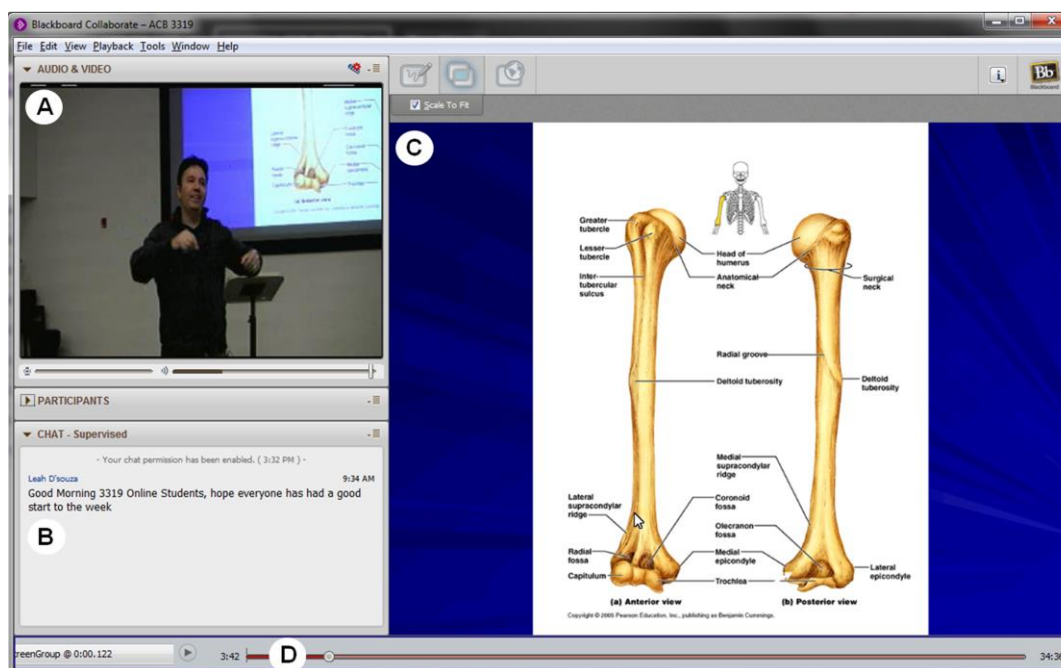 Blackboard Collaborate – ACB 3319
File Edit View Playback Tools Window Help
AUDIO & VIDEO
A
PARTICIPANTS
CHAT - Supervised
- Your chat permission has been enabled. ( 3:32 PM ) -
Leah D'souza 9:34 AM
Good Morning 3319 Online Students, hope everyone has had a good
start to the week
B
Scale To Fit
i
Bb
Blackboard
C
Greater
tubercle
Lesser
tubercle
Inter-
tubercular
sulcus
Head of
humerus
Anatomical
neck
Surgical
neck
Radial groove
Deltoid tuberosity
Deltoid
tuberosity
Medial
supracondylar
ridge
Lateral
supracondylar
ridge
Coronoid
fossa
Olecranon
fossa
Radial
fossa
Medial
epicondyle
Capitulum
Trochlea
Lateral
epicondyle
(a) Anterior view
(b) Posterior view
Copyright © 2005 Pearson Education, Inc., publishing as Benjamin Cummings.
reenGroup @ 0:00.122
3:42
D